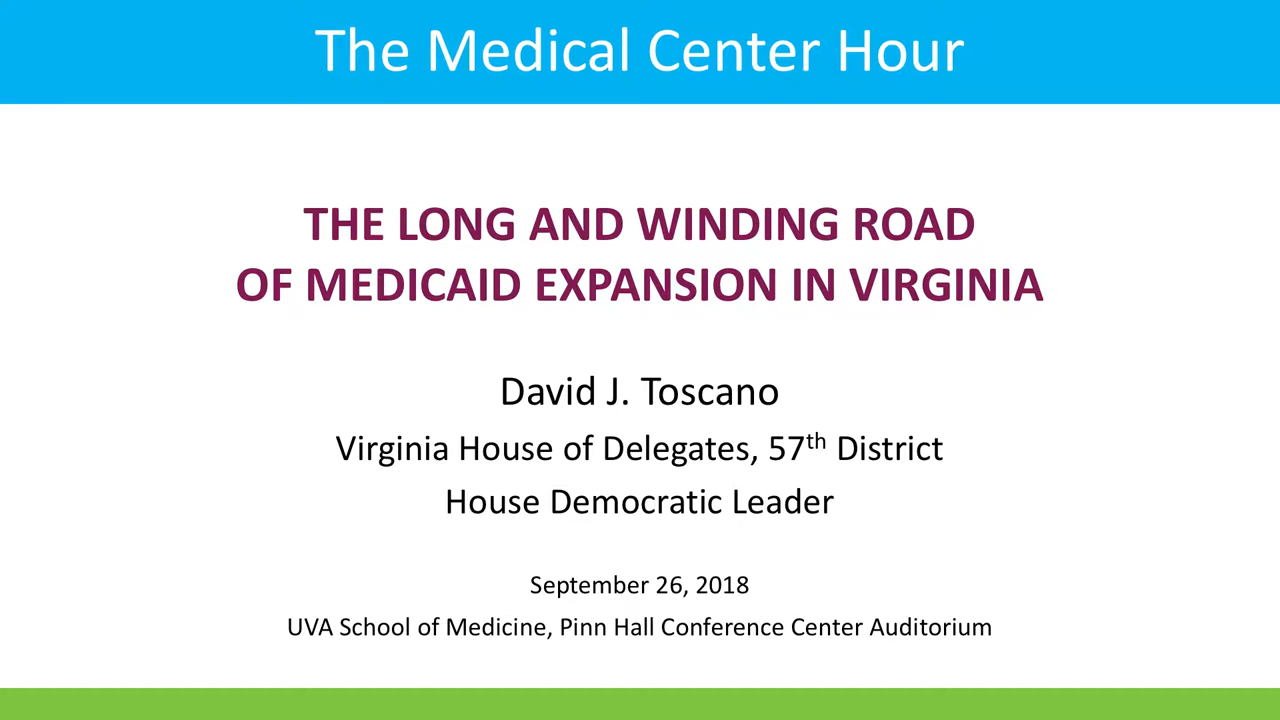 The Medical Center Hour
THE LONG AND WINDING ROAD
OF MEDICAID EXPANSION IN VIRGINIA
David J. Toscano
Virginia House of Delegates, 57th District
House Democratic Leader
September 26, 2018
UVA School of Medicine, Pinn Hall Conference Center Auditorium